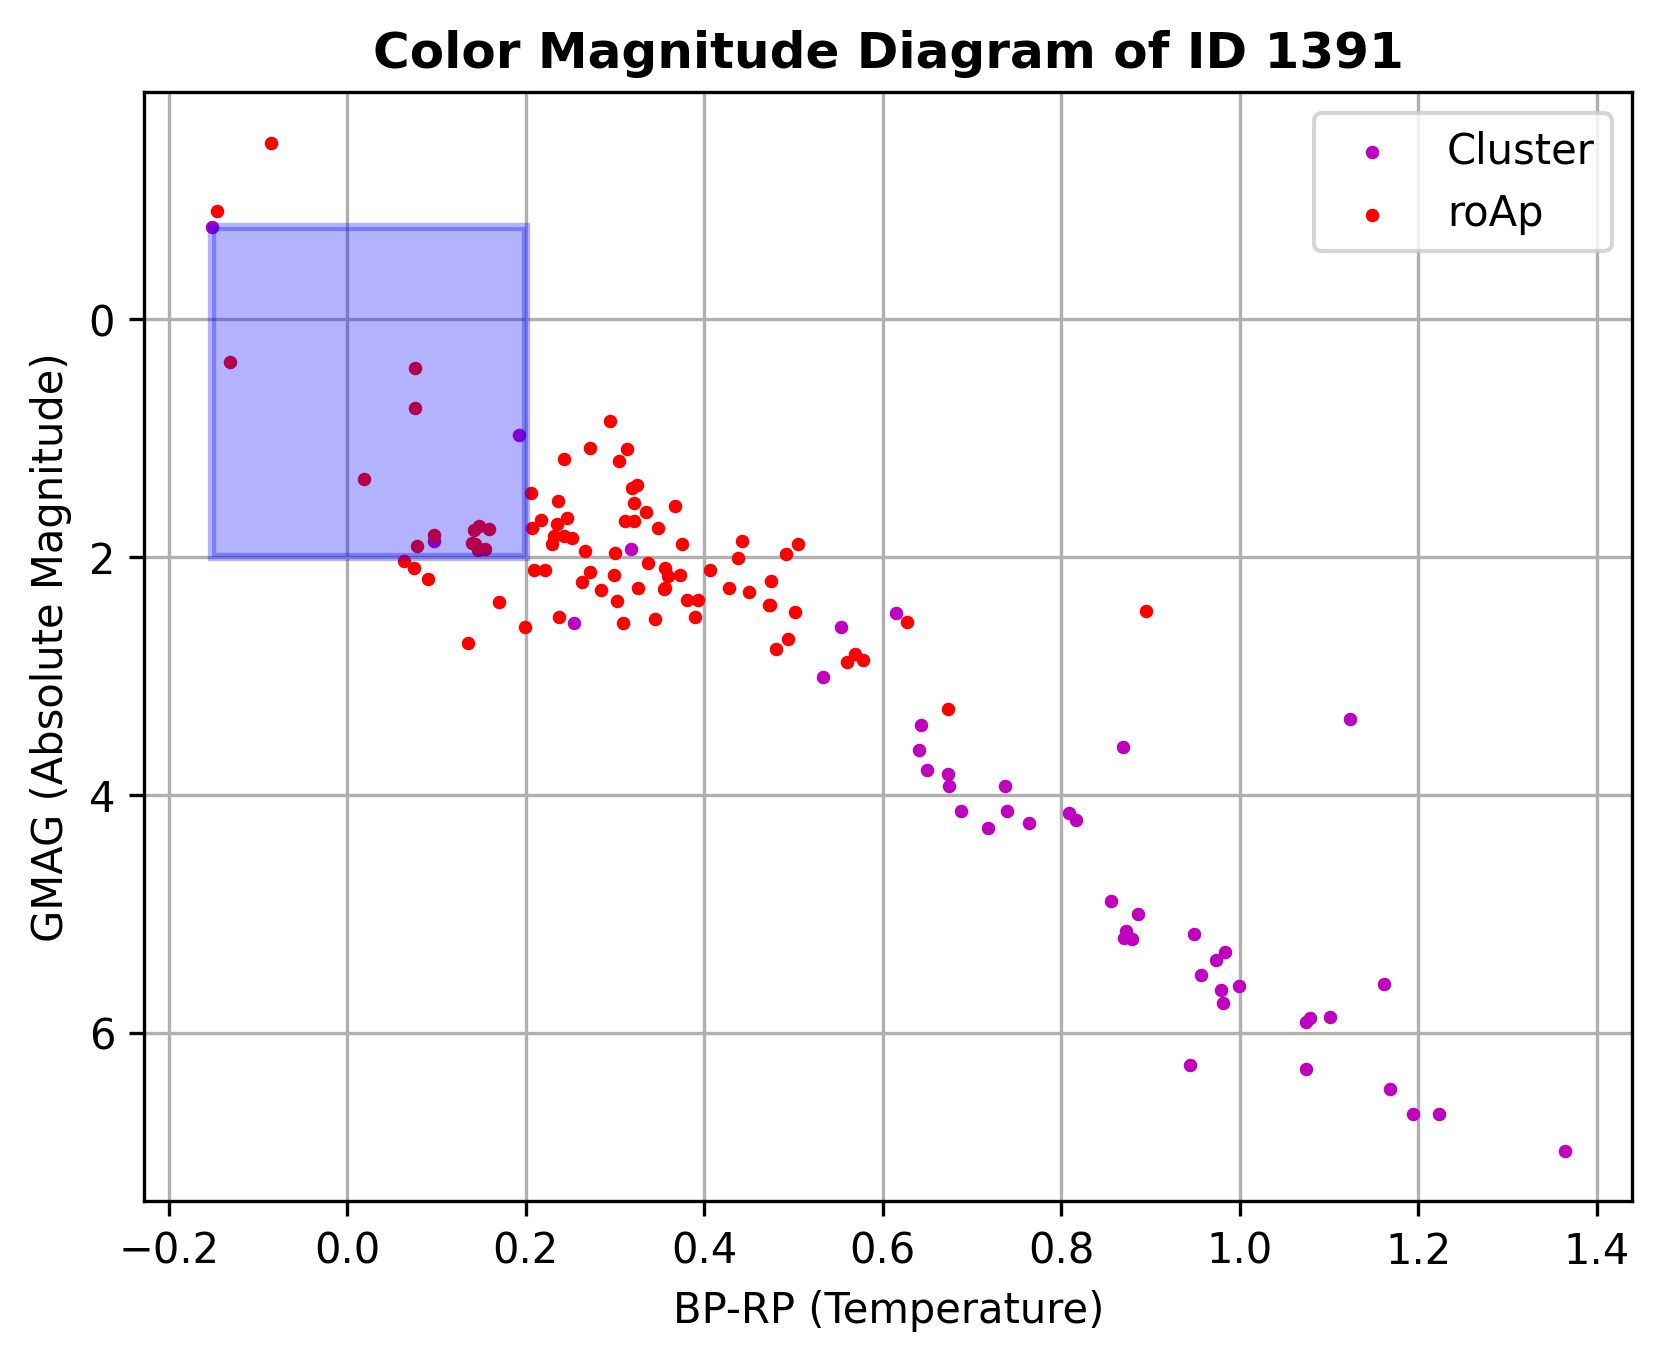 Color Magnitude Diagram of ID 1391
Cluster
roAp
GMAG (Absolute Magnitude)
0
2
4
6
−0.2 0.0 0.2 0.4 0.6 0.8 1.0 1.2 1.4
BP-RP (Temperature)